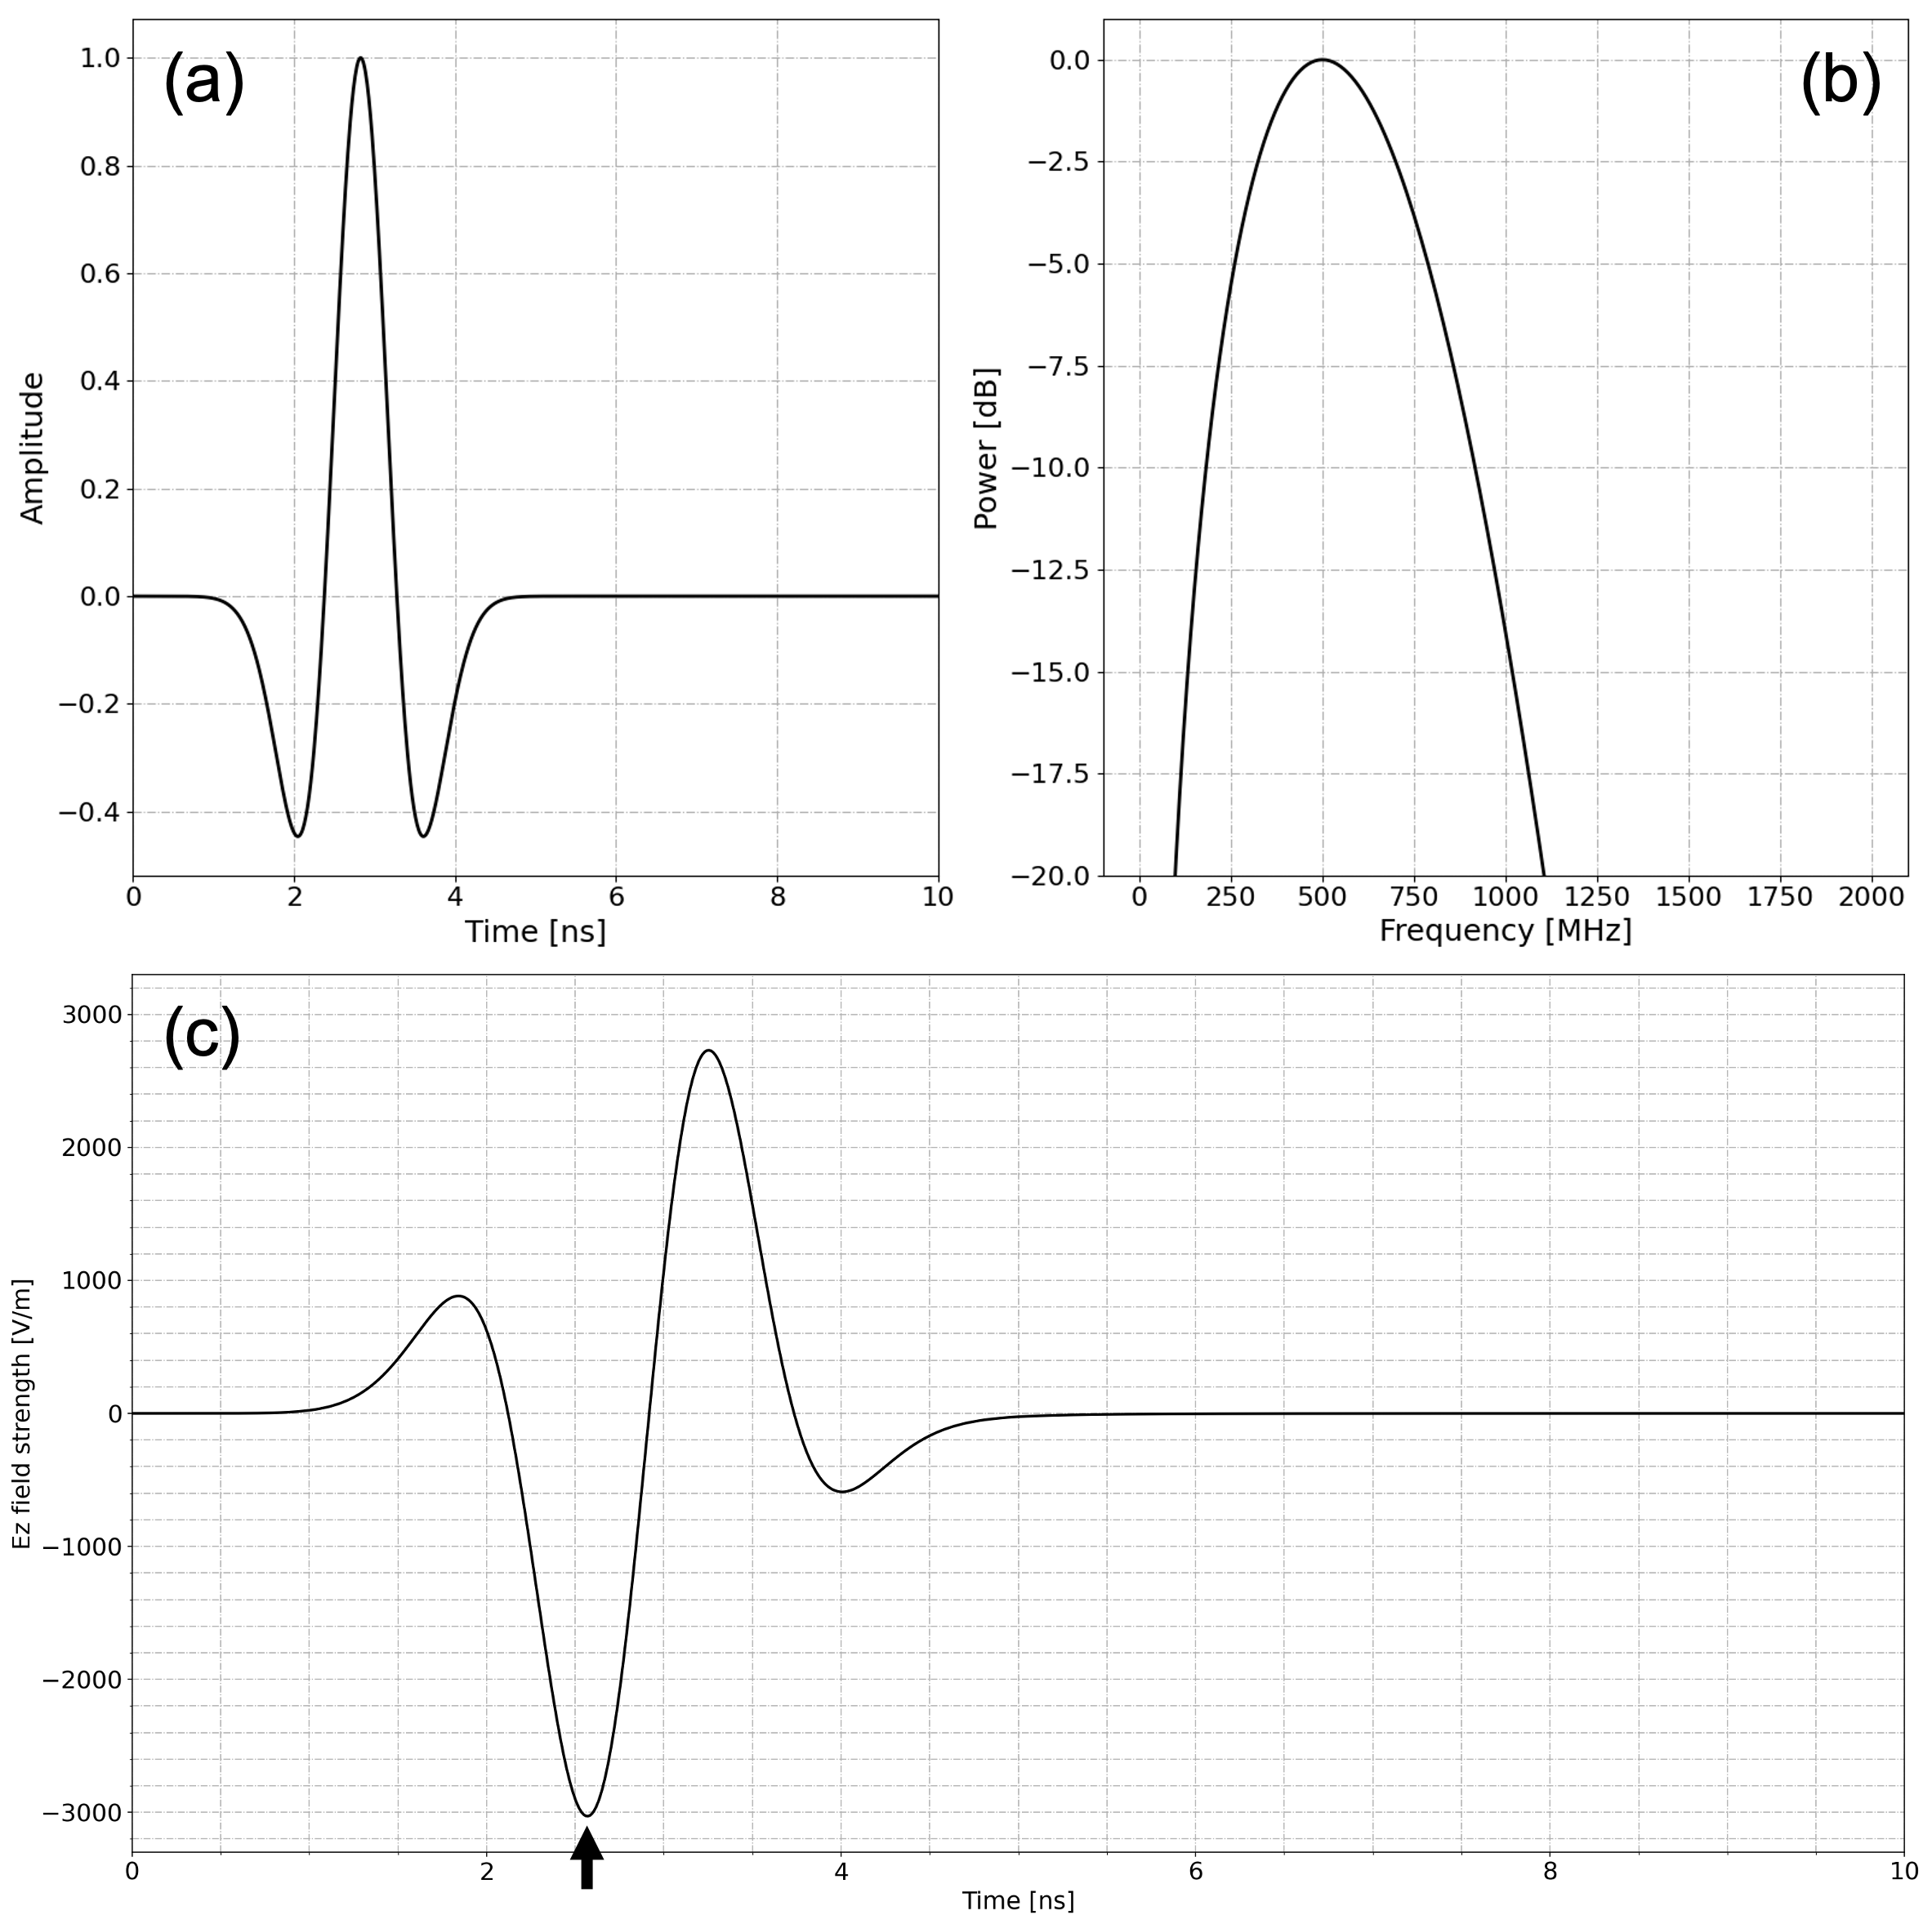 (a)
1.0
0.8
0.6
0.4
0.2
0.0
−0.2
−0.4
Amplitude
0 2 4 6 8 10
Time [ns]
(b)
0.0
−2.5
−5.0
−7.5
−10.0
−12.5
−15.0
−17.5
−20.0
Power [dB]
0 250 500 750 1000 1250 1500 1750 2000
Frequency [MHz]
(c)
3000
2000
1000
0
−1000
−2000
−3000
Ez field strength [V/m]
0 2 4 6 8 10
Time [ns]